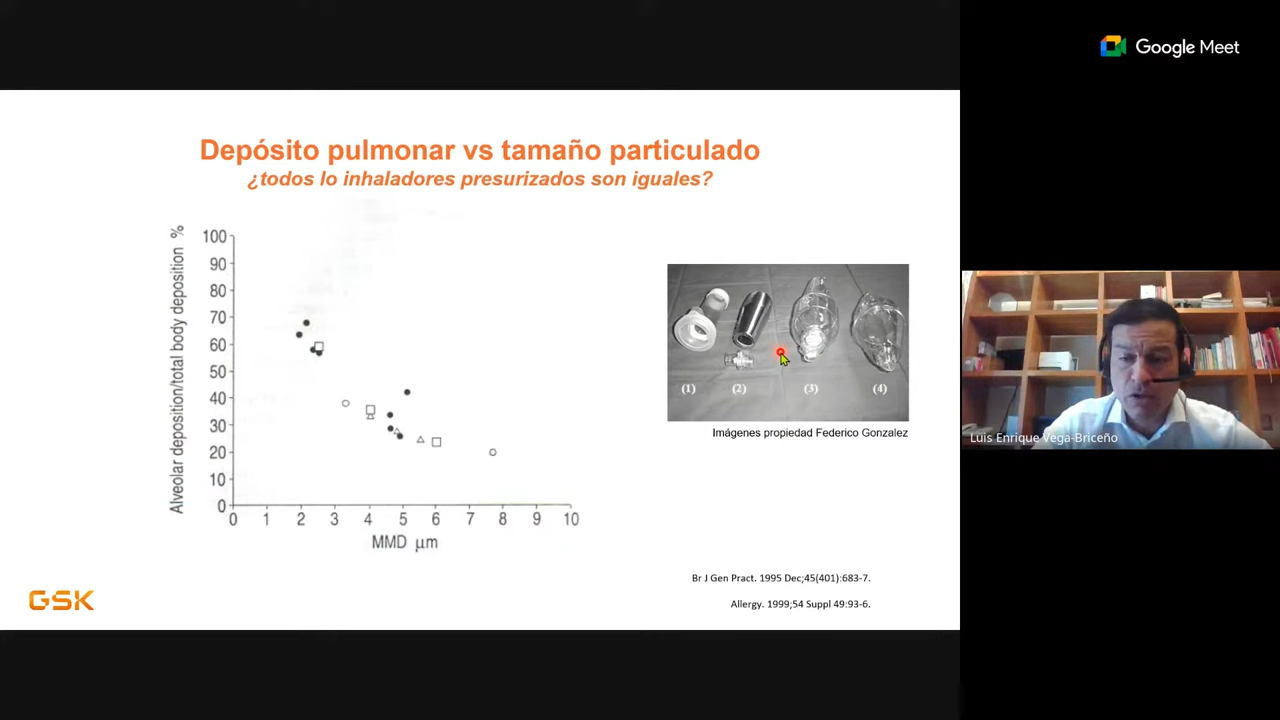 Google Meet
Depósito pulmonar vs tamaño particulado
¿todos lo inhaladores presurizados son iguales?
Alveolar deposition/total body deposition %
100
90
80
70
60
50
40
30
20
10
0
0 1 2 3 4 5 6 7 8 9 10
MMD µm
(1) (2) (3) (4)
Imágenes propiedad Federico Gonzalez
Luis Enrique Vega-Briceño
Br J Gen Pract. 1995 Dec;45(401):683-7.
Allergy. 1999;54 Suppl 49:93-6.
GSK